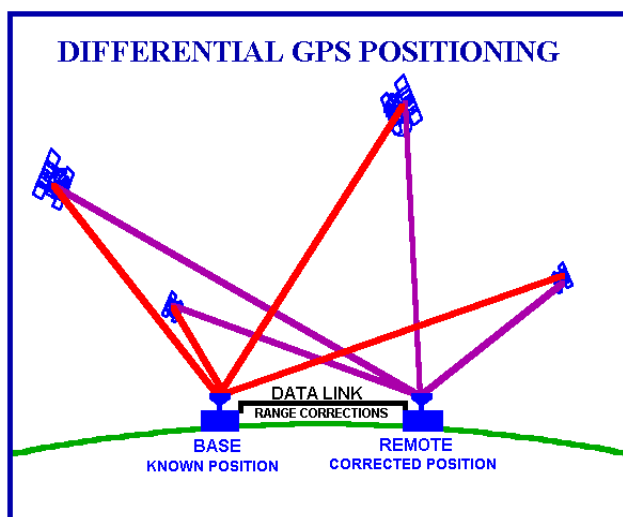 DIFFERENTIAL GPS POSITIONING
DATA LINK
RANGE CORRECTIONS
BASE
KNOWN POSITION
REMOTE
CORRECTED POSITION